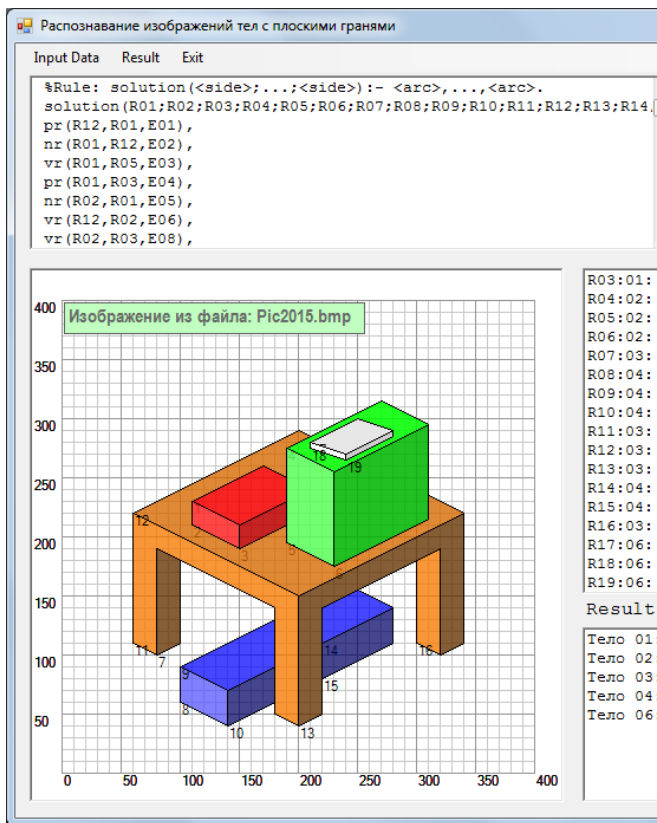 Распознавание изображений тел с плоскими гранями
Input Data Result Exit
%Rule: solution(<side>;...;<side>):- <arc>,...,<arc>.
solution(R01;R02;R03;R04;R05;R06;R07;R08;R09;R10;R11;R12;R13;R14
pr(R12,R01,E01),
nr(R01,R12,E02),
vr(R01,R05,E03),
pr(R01,R03,E04),
nr(R02,R01,E05),
vr(R12,R02,E06),
vr(R02,R03,E08),
Изображение из файла: Pic2015.bmp
400
350
300
250
200
150
100
50
0 50 100 150 200 250 300 350 400
18
19
12
2
3
5
6
11
7
16
14
9
15
8
10
13
R03:01:
R04:02:
R05:02:
R06:02:
R07:03:
R08:04:
R09:04:
R10:04:
R11:03:
R12:03:
R13:03:
R14:04:
R15:04:
R16:03:
R17:06:
R18:06:
R19:06:
Result
Тело 01:
Тело 02:
Тело 03:
Тело 04:
Тело 06: